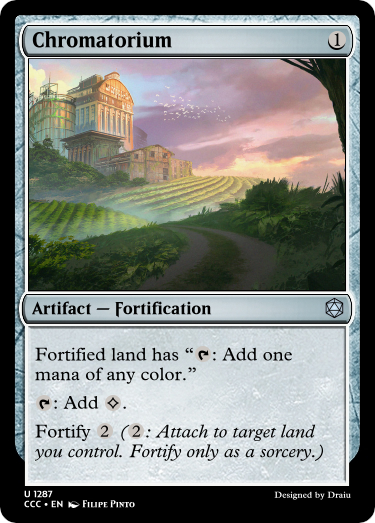 Chromatorium 1
Artifact — Fortification
Fortified land has “: Add one
mana of any color.”
: Add .
Fortify 2 (2: Attach to target land
you control. Fortify only as a sorcery.)
U 1287
CCC • EN Filipe Pinto
Designed by Draiu